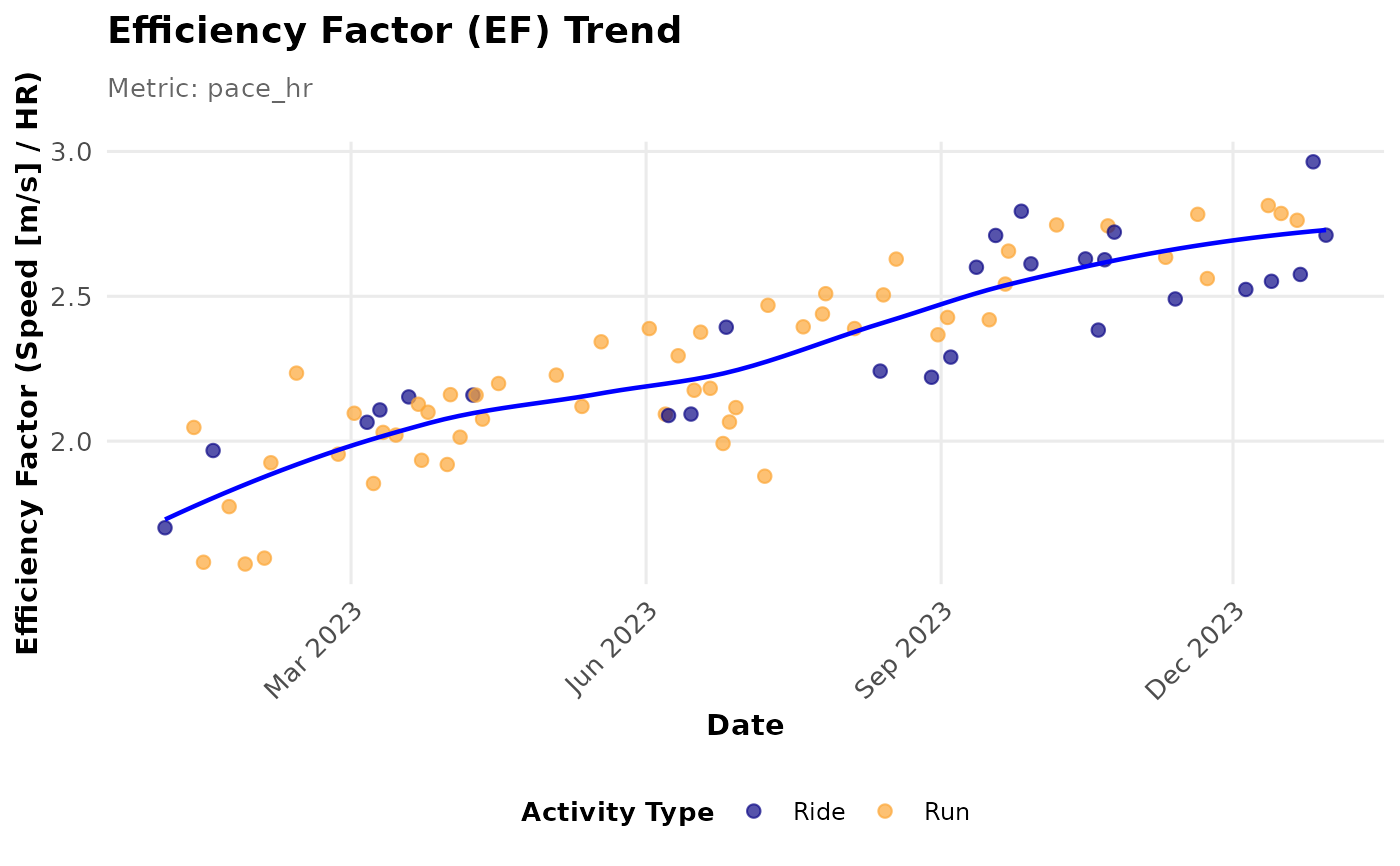 Efficiency Factor (EF) Trend
Metric: pace_hr
Efficiency Factor (Speed [m/s] / HR)
3.0
2.5
2.0
Mar 2023
Jun 2023
Sep 2023
Dec 2023
Date
Activity Type Ride Run